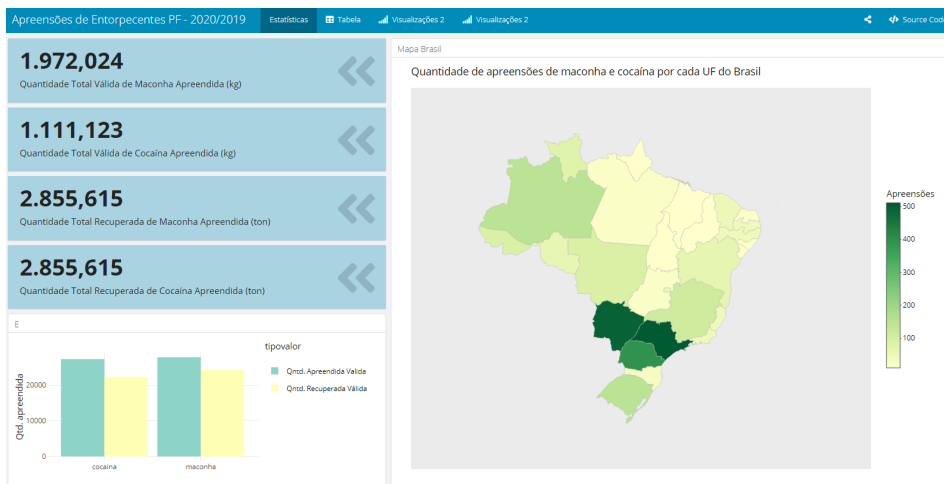 Apreensões de Entorpecentes PF - 2020/2019
Estatísticas
Tabela
Visualizações 2
Visualizações 2
Source Code
1.972,024
Quantidade Total Válida de Maconha Apreendida (kg)
1.111,123
Quantidade Total Válida de Cocaína Apreendida (kg)
2.855,615
Quantidade Total Recuperada de Maconha Apreendida (ton)
2.855,615
Quantidade Total Recuperada de Cocaína Apreendida (ton)
E
tipovalor
Qntd. Apreendida Valida
Qntd. Recuperada Válida
Qtd. apreendida
20000
10000
0
cocaina
maconha
Mapa Brasil
Quantidade de apreensões de maconha e cocaína por cada UF do Brasil
Apreensões
500
400
300
200
100